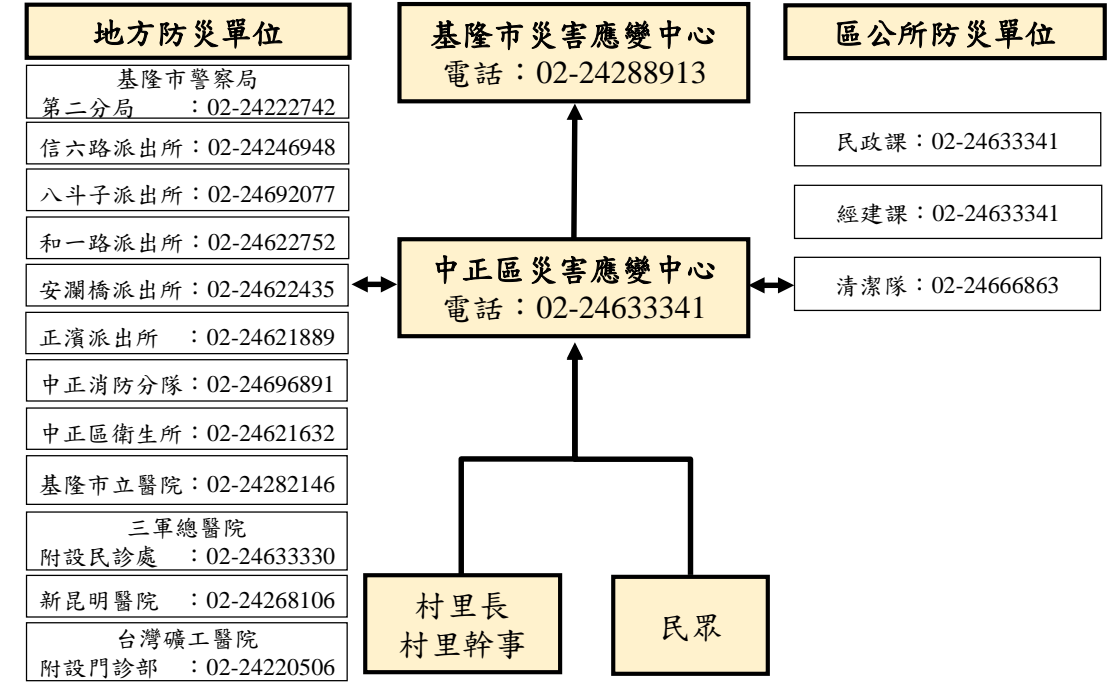 地方防災單位
基隆市警察局
第二分局　　：02-24222742
信六路派出所：02-24246948
八斗子派出所：02-24692077
和一路派出所：02-24622752
安瀾橋派出所：02-24622435
正濱派出所　：02-24621889
中正消防分隊：02-24696891
中正區衛生所：02-24621632
基隆市立醫院：02-24282146
三軍總醫院
附設民診處　：02-24633330
新昆明醫院　：02-24268106
台灣礦工醫院
附設門診部　：02-24220506
基隆市災害應變中心
電話：02-24288913
中正區災害應變中心
電話：02-24633341
村里長
村里幹事
民眾
區公所防災單位
民政課：02-24633341
經建課：02-24633341
清潔隊：02-24666863